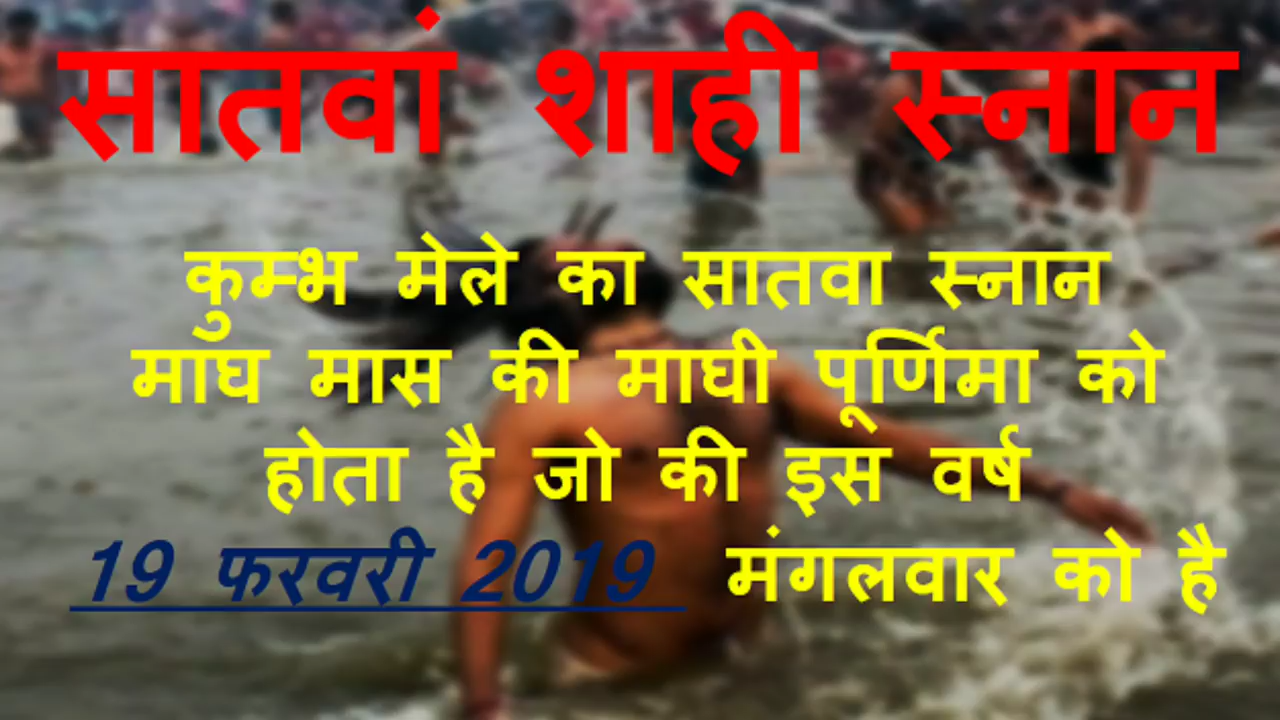 सातवां शाही स्नान
कुम्भ मेले का सातवा स्नान
माघ मास की माघी पूर्णिमा को
होता है जो की इस वर्ष
19 फरवरी 2019 मंगलवार को है